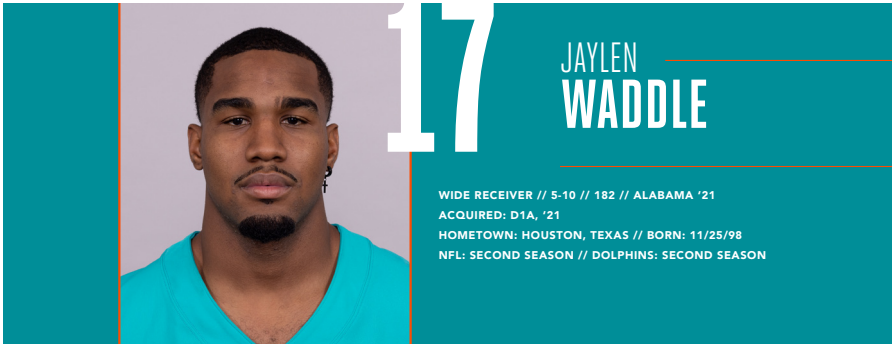 17
JAYLEN
WADDLE
WIDE RECEIVER // 5-10 // 182 // ALABAMA ’21
ACQUIRED: D1A, ’21
HOMETOWN: HOUSTON, TEXAS // BORN: 11/25/98
NFL: SECOND SEASON // DOLPHINS: SECOND SEASON